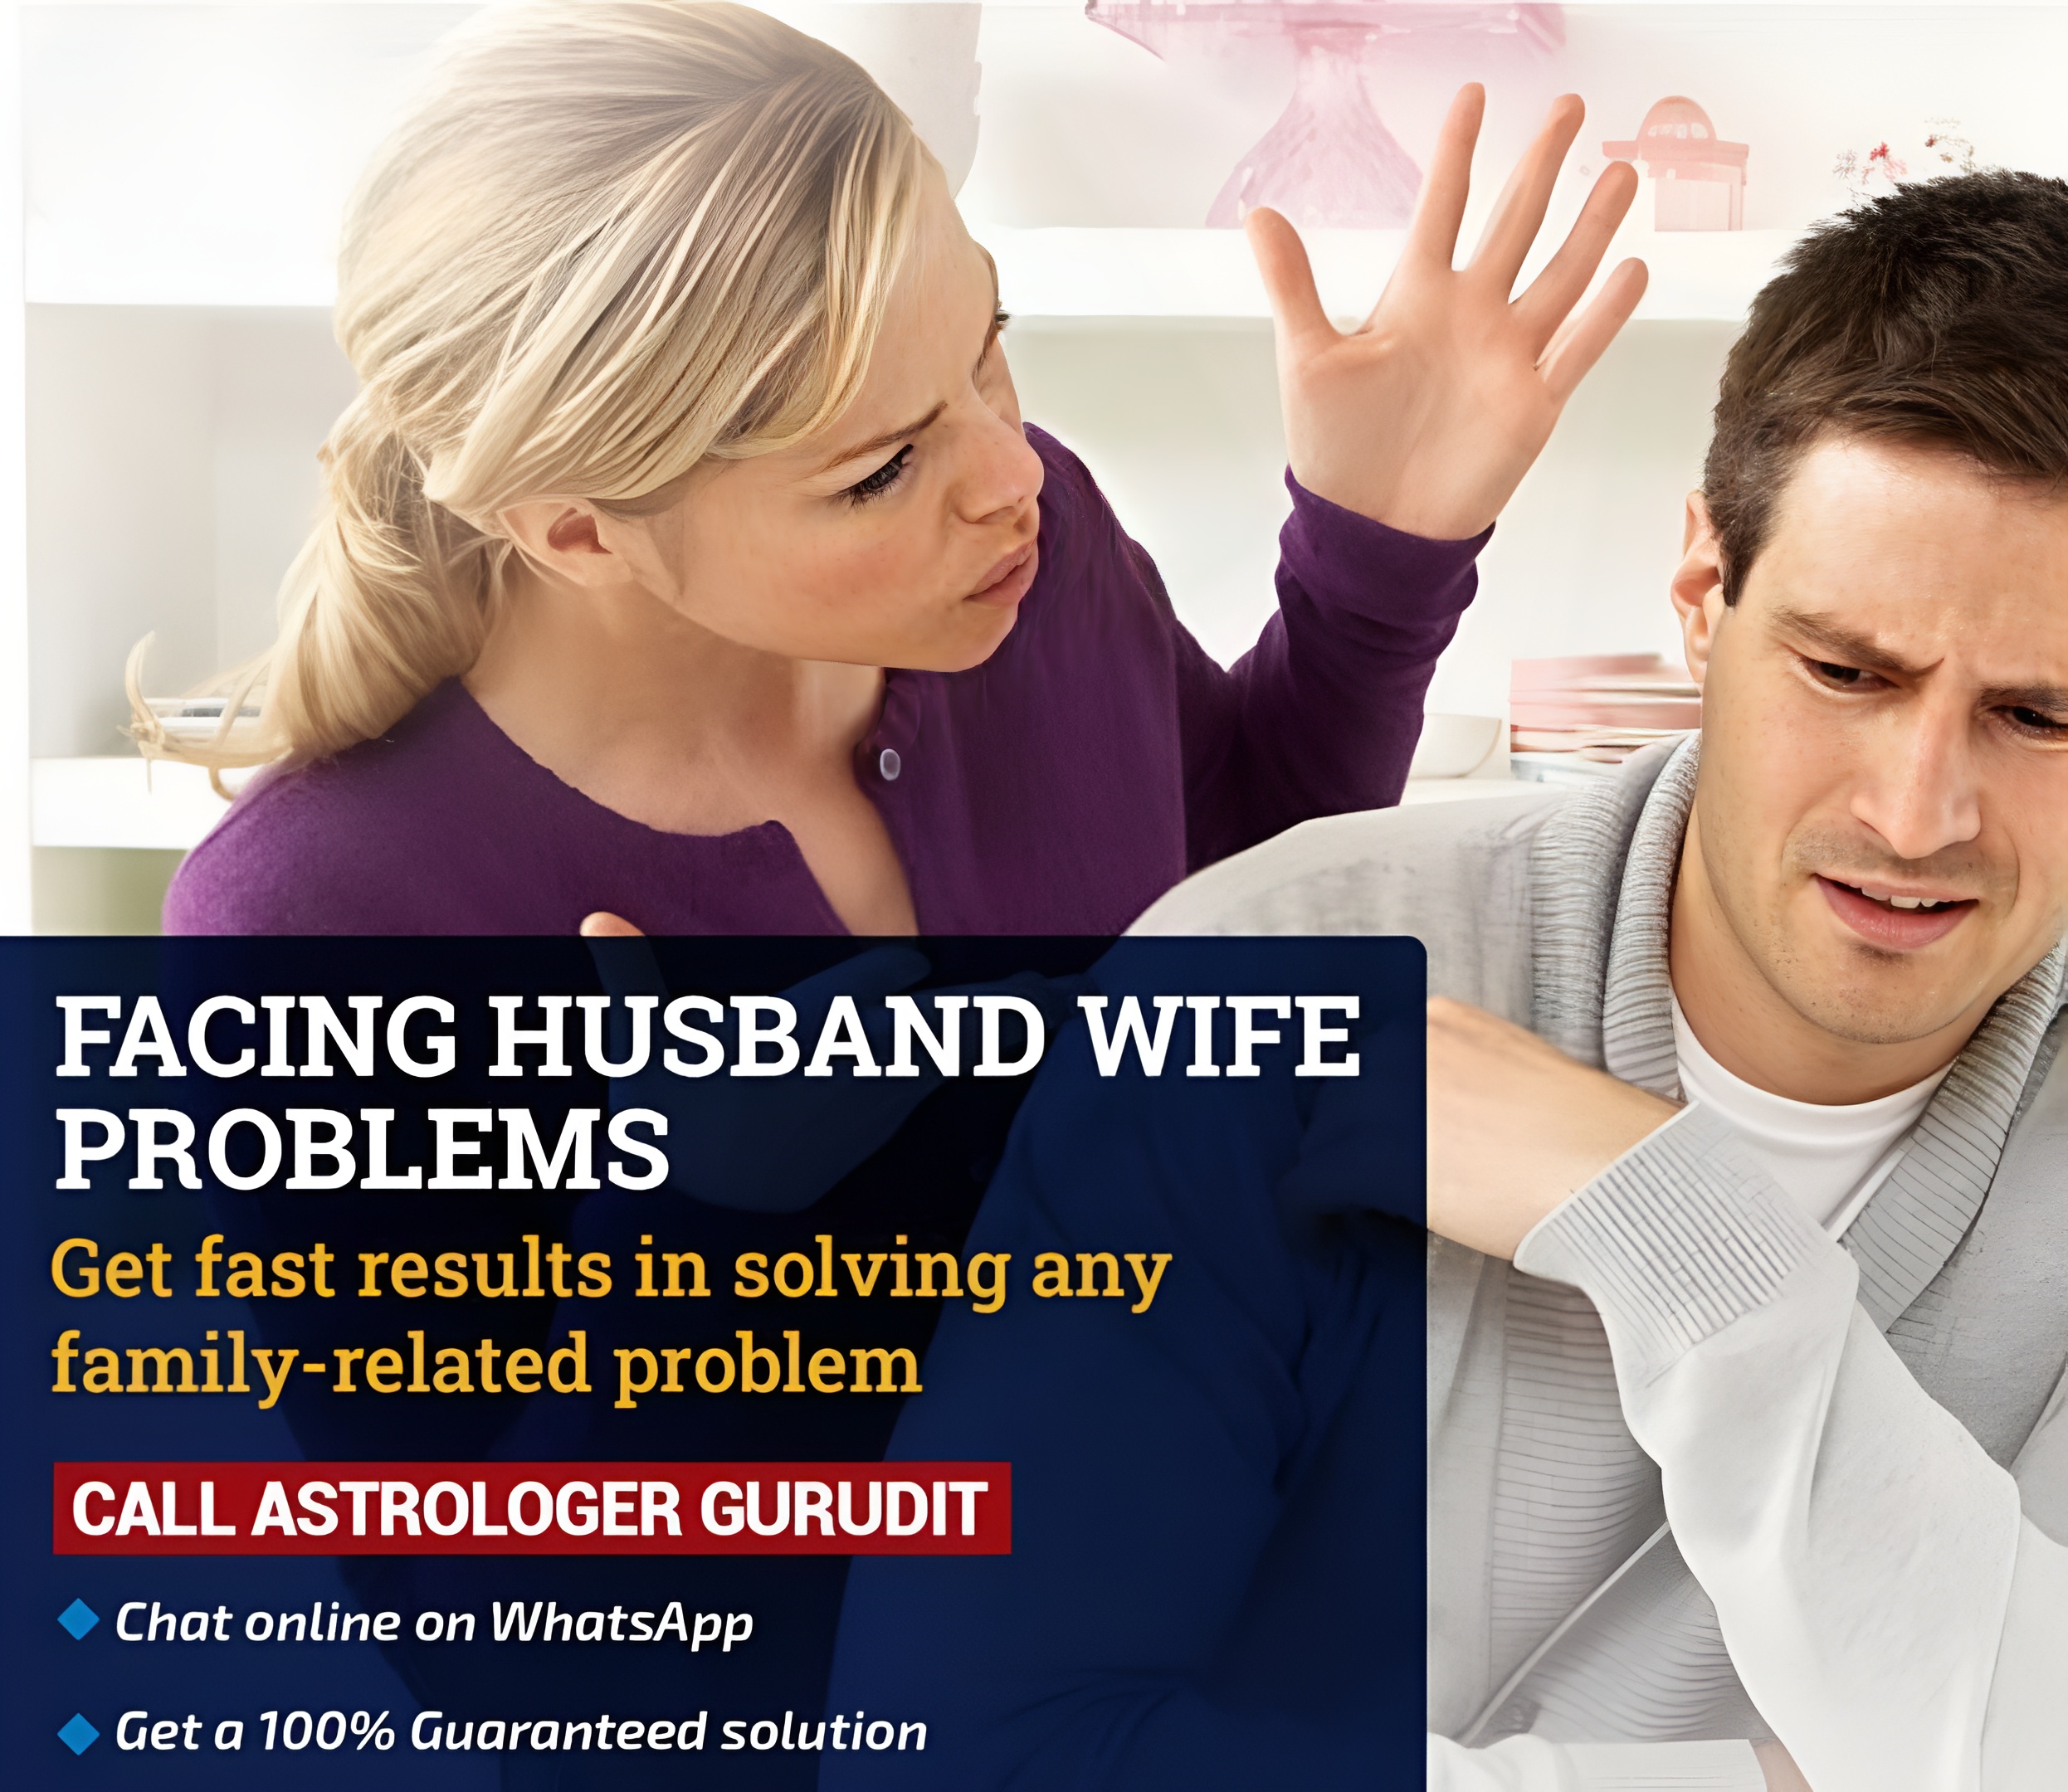 FACING HUSBAND WIFE
PROBLEMS
Get fast results in solving any
family-related problem
CALL ASTROLOGER GURUDIT
Chat online on WhatsApp
Get a 100% Guaranteed solution